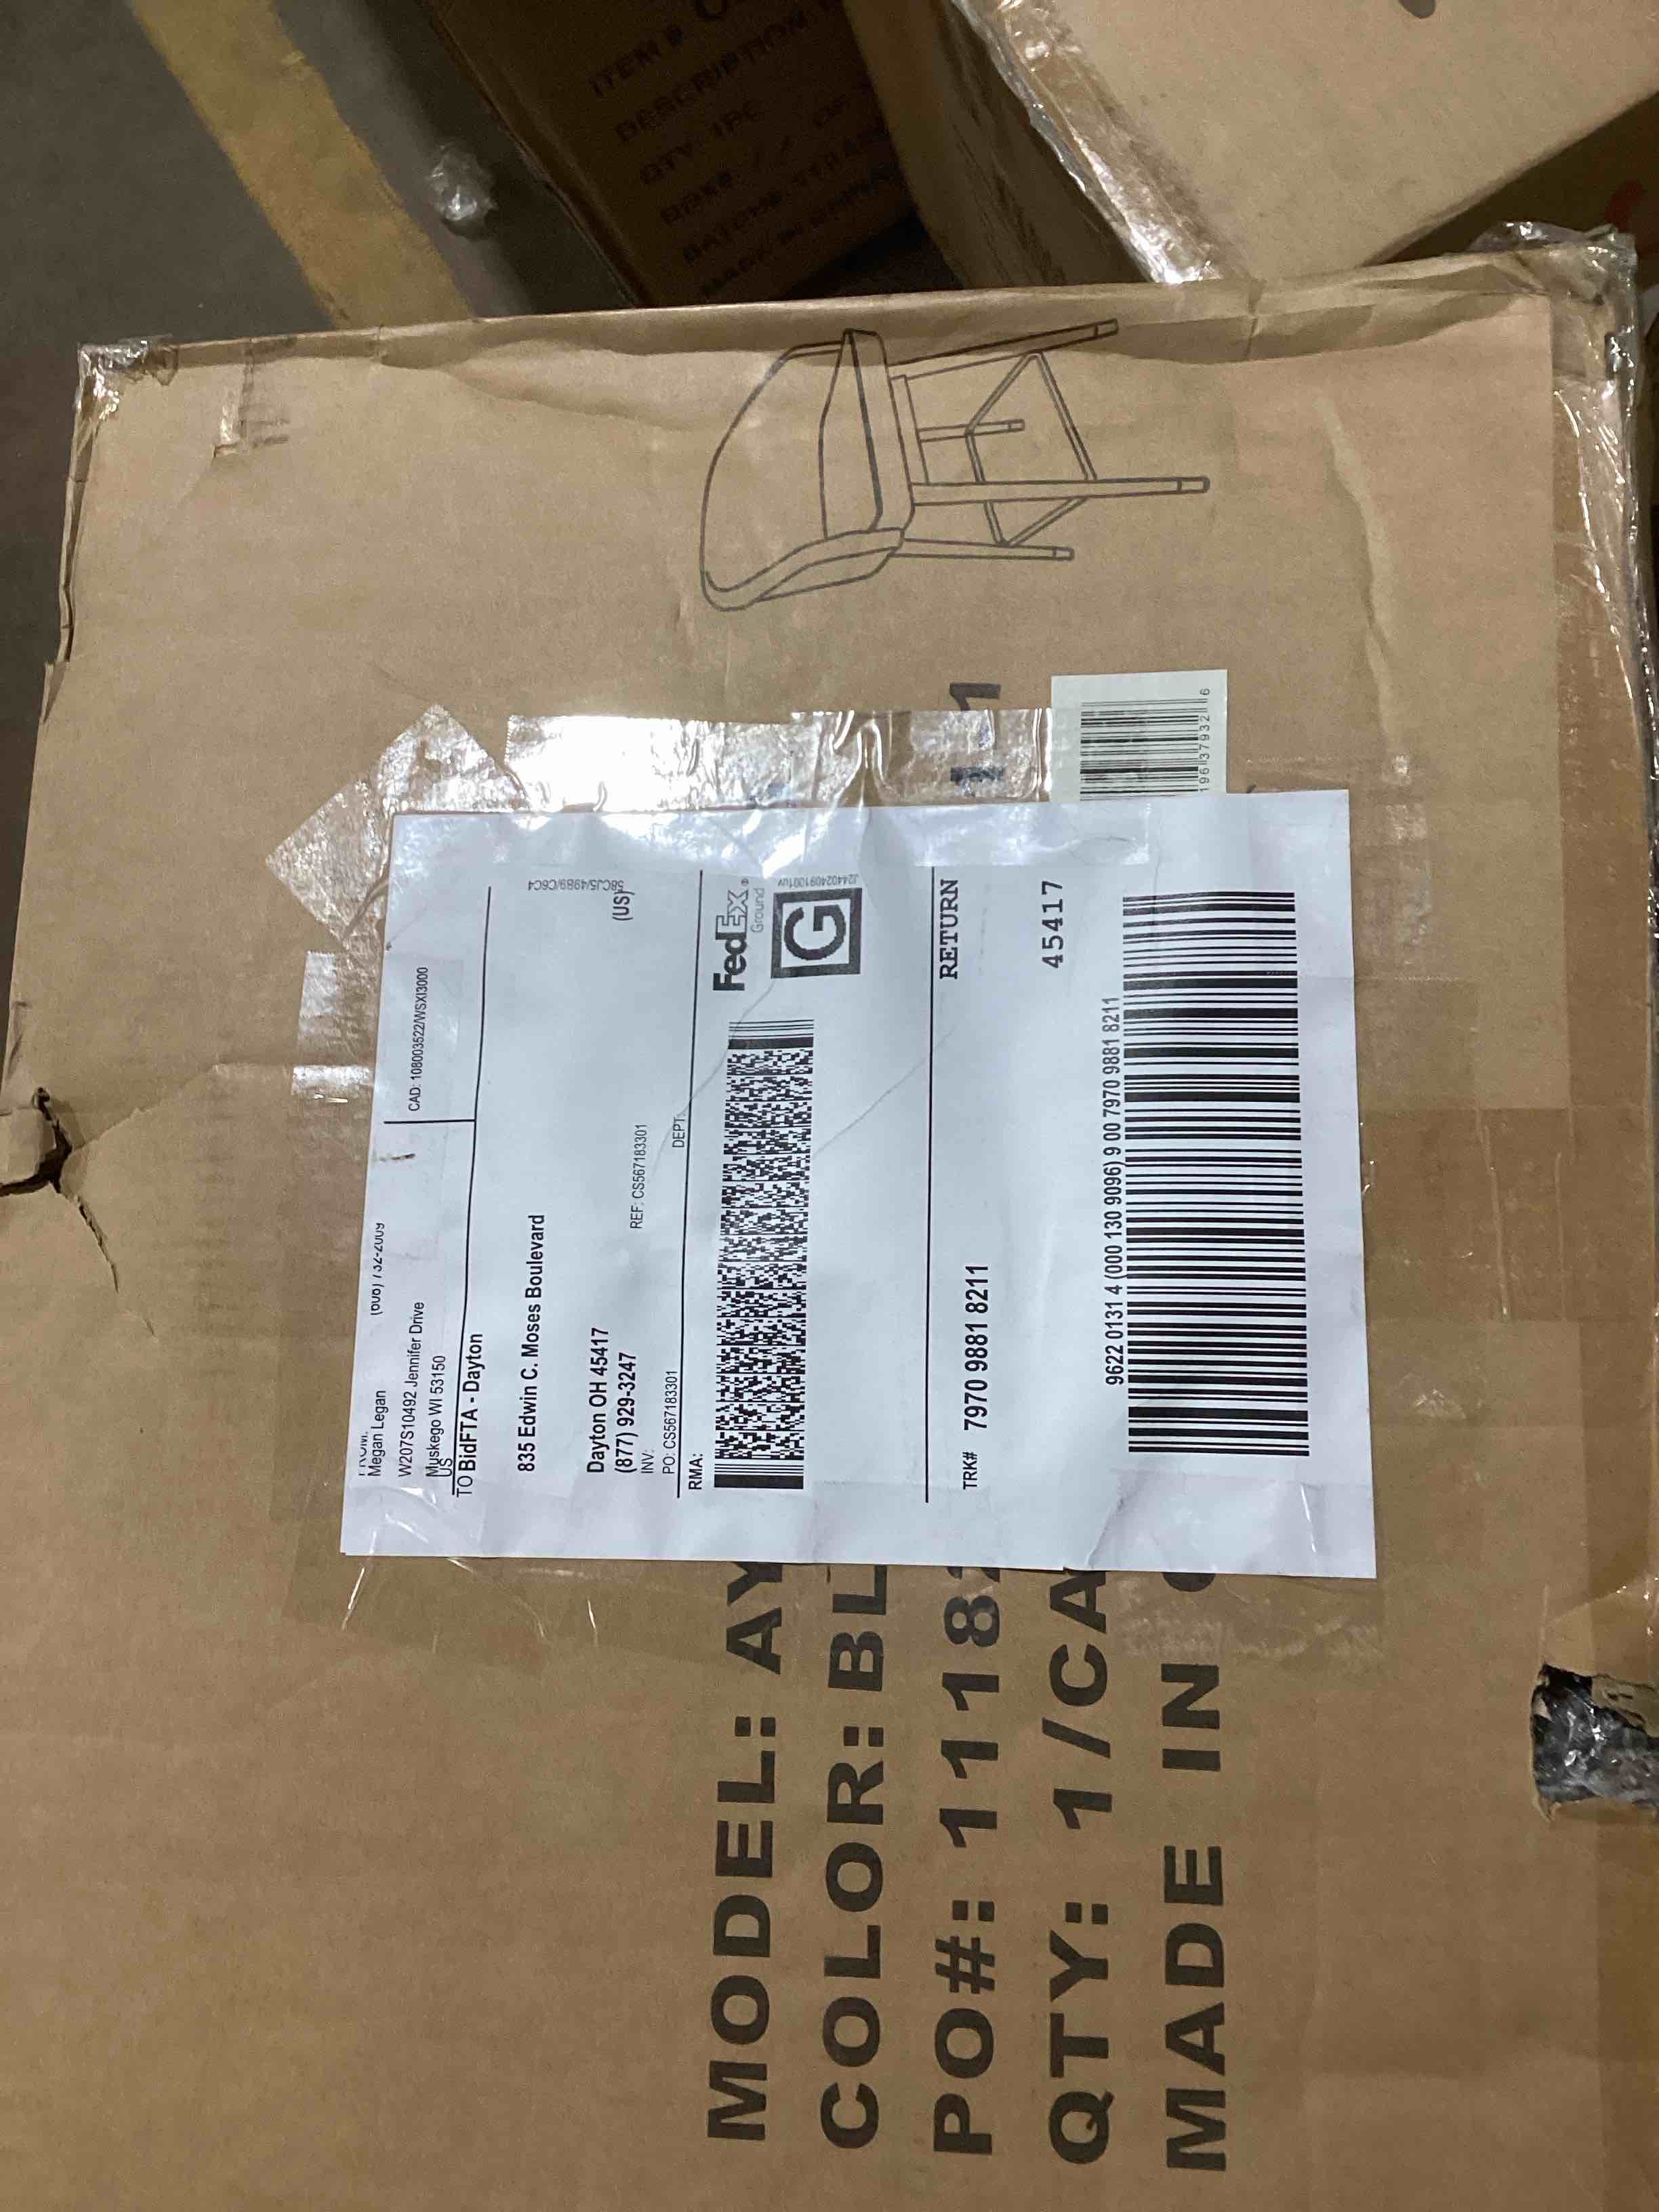 Megan Legan
W207S10492 Jennifer Drive
Muskego WI 53150
US
CAD: 108003522/WSXI3000
TO BidFTA - Dayton
835 Edwin C. Moses Boulevard
Dayton OH 45417
(US)
(877) 929-3247
INV:
REF: CS567183301
PO: CS567183301
DEPT:
RMA:
58CJ5/49B9/C6C4
FedEx
Ground
G
J244024091001uv
RETURN
TRK# 7970 9881 8211
45417
9622 0131 4 (000 130 9096) 9 00 7970 9881 8211
MODEL: AY
COLOR: BL
PO#: 1118
QTY: 1/CA
MADE IN
ITEM #
DESCRIPTION
QTY 1PC